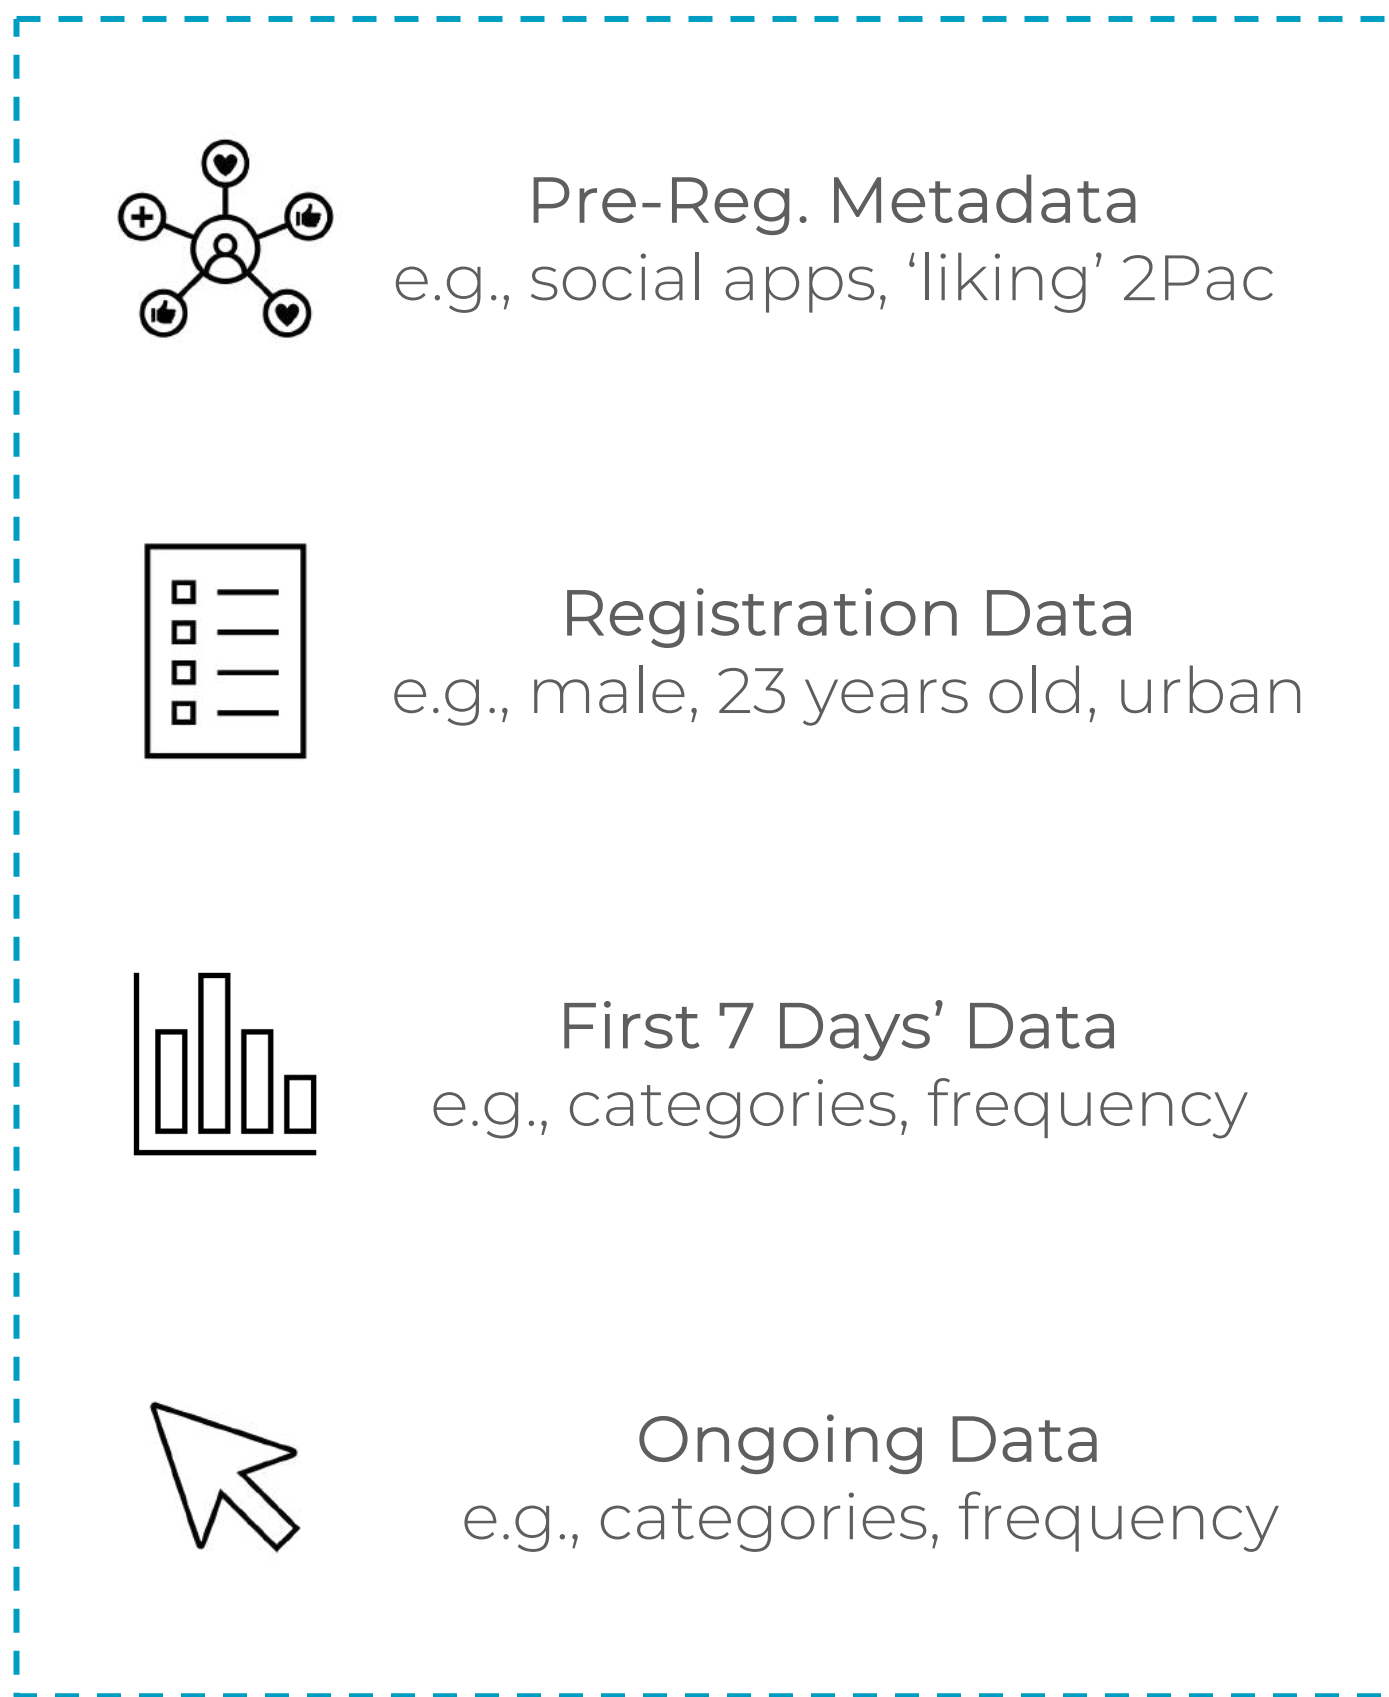 Pre-Reg. Metadata
e.g., social apps, ‘liking’ 2Pac
Registration Data
e.g., male, 23 years old, urban
First 7 Days’ Data
e.g., categories, frequency
Ongoing Data
e.g., categories, frequency